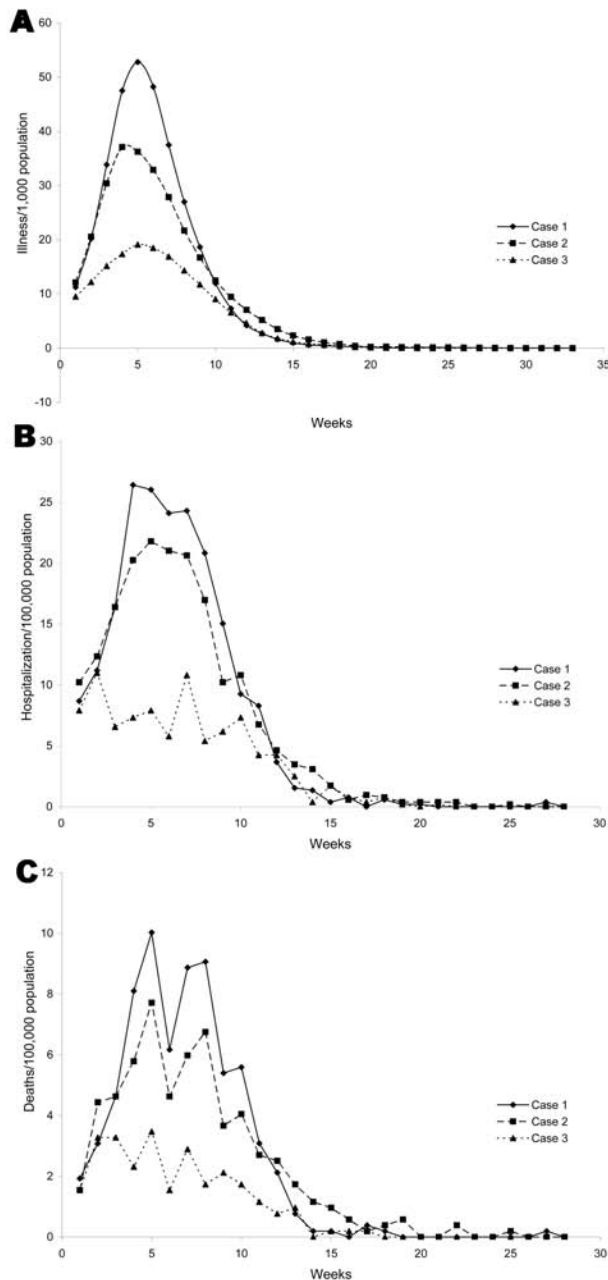 A
60
50
40
30
20
10
0
-10
Illness/1,000 population
0 5 10 15 20 25 30 35
Weeks
Case 1
Case 2
Case 3
B
30
25
20
15
10
5
0
Hospitalization/100,000 population
0 5 10 15 20 25 30
Weeks
Case 1
Case 2
Case 3
C
12
10
8
6
4
2
0
Deaths/100,000 population
0 5 10 15 20 25 30
Weeks
Case 1
Case 2
Case 3